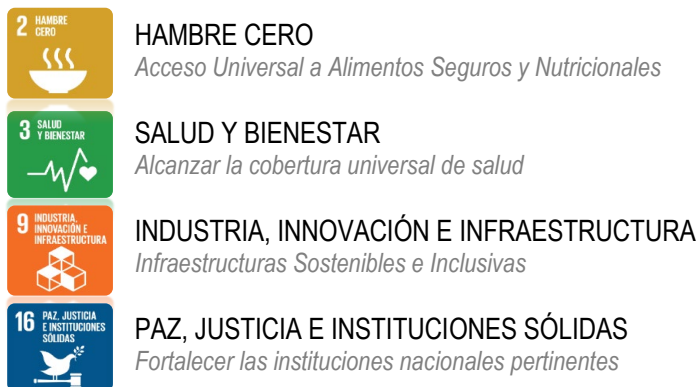 2 HAMBRE
CERO
HAMBRE CERO
Acceso Universal a Alimentos Seguros y Nutricionales
3 SALUD
Y BIENESTAR
SALUD Y BIENESTAR
Alcanzar la cobertura universal de salud
9 INDUSTRIA,
INNOVACIÓN E
INFRAESTRUCTURA
INDUSTRIA, INNOVACIÓN E INFRAESTRUCTURA
Infraestructuras Sostenibles e Inclusivas
16 PAZ, JUSTICIA
E INSTITUCIONES
SÓLIDAS
PAZ, JUSTICIA E INSTITUCIONES SÓLIDAS
Fortalecer las instituciones nacionales pertinentes